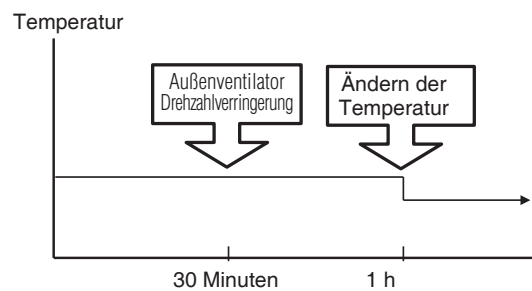 Temperatur
Außenventilator
Drehzahlverringerung
Ändern der
Temperatur
30 Minuten
1 h